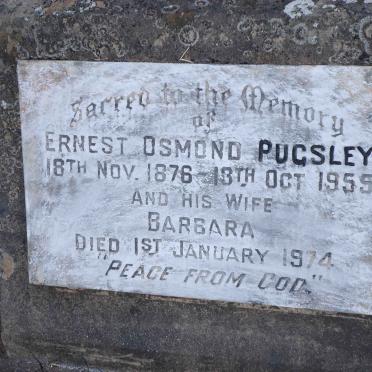 Sacred to the Memory
of
ERNEST OSMOND PUGSLEY
18TH NOV. 1876 - 13TH OCT 1959
AND HIS WIFE
BARBARA
DIED 1ST JANUARY 1974
"PEACE FROM GOD."